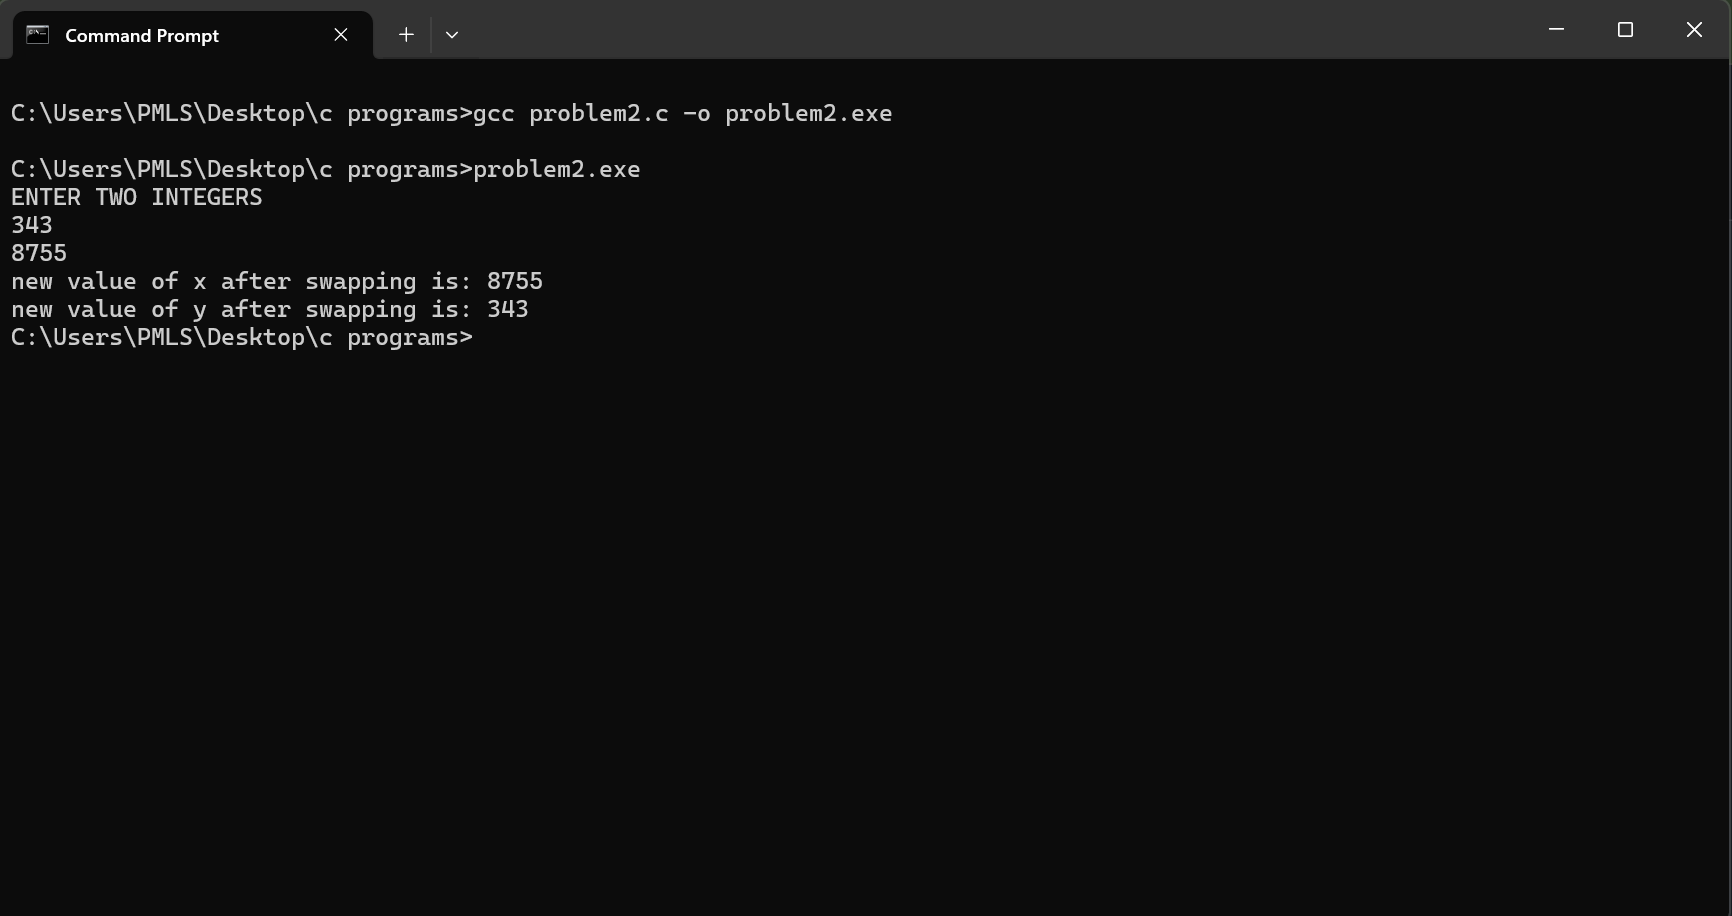 Command Prompt
C:\Users\PMLS\Desktop\c programs>gcc problem2.c -o problem2.exe
C:\Users\PMLS\Desktop\c programs>problem2.exe
ENTER TWO INTEGERS
343
8755
new value of x after swapping is: 8755
new value of y after swapping is: 343
C:\Users\PMLS\Desktop\c programs>